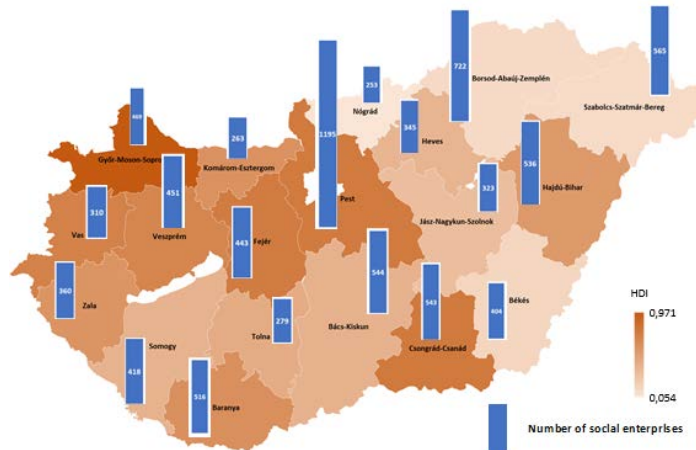 565
722
Borsod-Abaúj-Zemplén
253
Szabolcs-Szatmár-Bereg
Nógrád
345
1195
Heves
263
536
Győr-Moson-Sopro
Komárom-Esztergom
Hajdú-Bihar
451
323
310
Pest
Vas
Veszprém
443
Fejér
Jász-Nagykun-Szolnok
544
360
543
Békés
HDI
Zala
404
0,971
279
Bács-Kiskun
Somogy
Tolna
Csongrád-Csanád
418
516
Baranya
0,054
Number of social enterprises